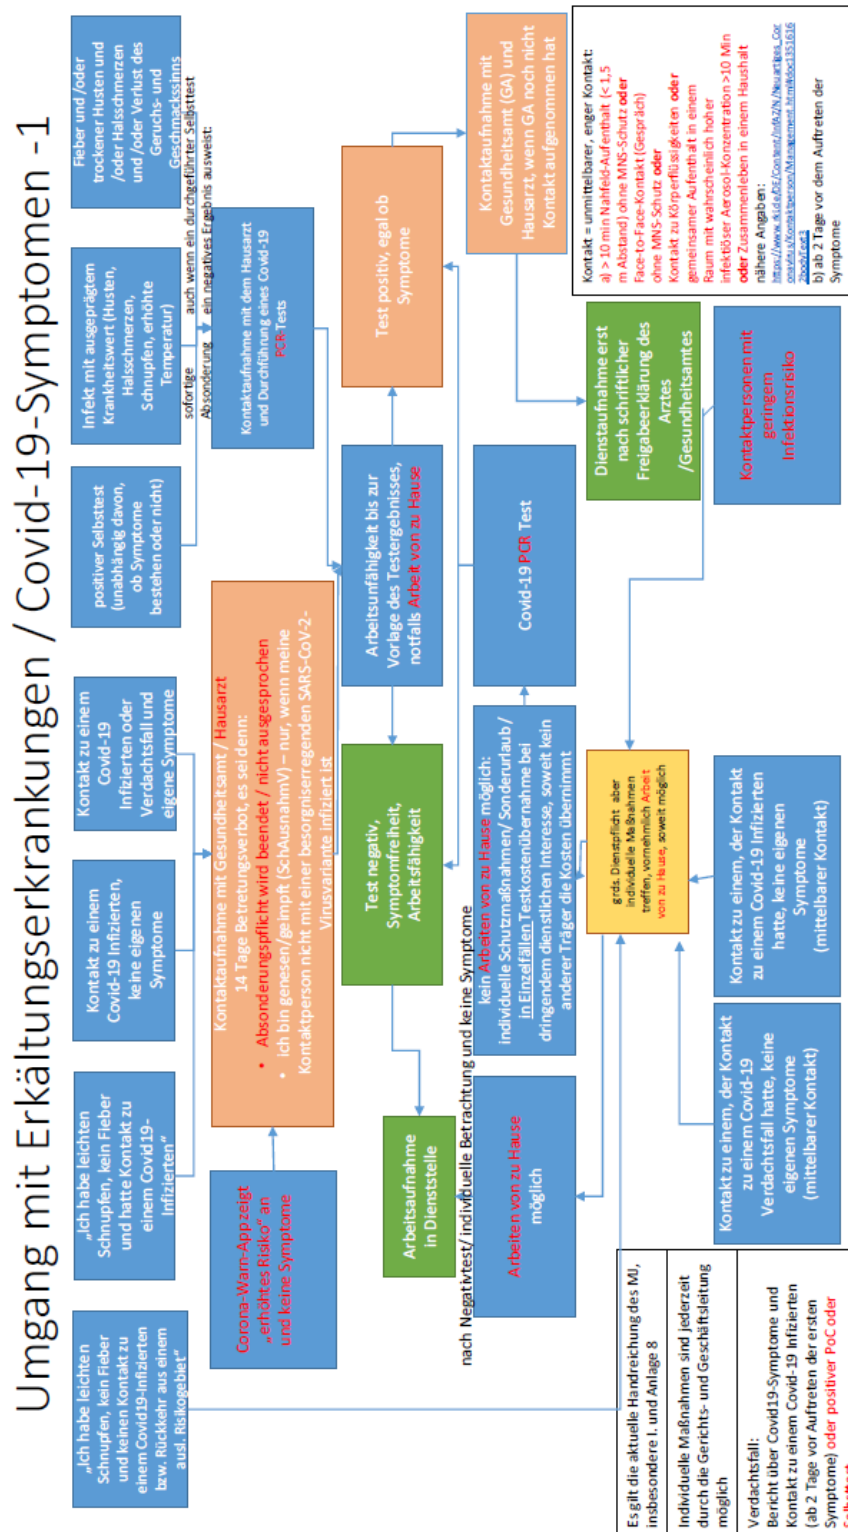 Umgang mit Erkältungserkrankungen / Covid-19-Symptomen -1
„Ich habe leichten
Schnupfen, kein Fieber
und keinen Kontakt zu
einem Covid19-Infizierten
bzw. Rückkehr aus einem
ausl. Risikogebiet“
„Ich habe leichten
Schnupfen, kein Fieber
und hatte Kontakt zu
einem Covid19-
Infizierten“
Kontakt zu einem
Covid-19 Infizierten,
keine eigenen
Symptome
Kontakt zu einem
Covid-19
Infizierten oder
Verdachtsfall und
eigene Symptome
positiver Selbsttest
(unabhängig davon,
ob Symptome
bestehen oder nicht)
Infekt mit ausgeprägtem
Krankheitswert (Husten,
Halsschmerzen,
Schnupfen, erhöhte
Temperatur)
Fieber und /oder
trockener Husten und
/oder Halsschmerzen
und /oder Verlust des
Geruchs- und
Geschmackssinns
sofortige auch wenn ein durchgeführter Selbsttest
Absonderung ein negatives Ergebnis ausweist:
Corona-Warn-App zeigt
„erhöhtes Risiko“ an
und keine Symptome
Kontaktaufnahme mit Gesundheitsamt / Hausarzt
14 Tage Betretungsverbot, es sei denn:
• Absonderungspflicht wird beendet / nicht ausgesprochen
• ich bin genesen/geimpft (SchAusnahmV) – nur, wenn meine
Kontaktperson nicht mit einer besorgniserregenden SARS-CoV-2-
Virusvariante infiziert ist
Kontaktaufnahme mit dem Hausarzt
und Durchführung eines Covid-19
PCR-Tests
Arbeitsaufnahme
in Dienststelle
Test negativ,
Symptomfreiheit,
Arbeitsfähigkeit
Arbeitsunfähigkeit bis zur
Vorlage des Testergebnisses,
notfalls Arbeit von zu Hause
Test positiv, egal ob
Symptome
nach Negativtest/ individuelle Betrachtung und keine Symptome
Arbeiten von zu Hause
möglich
kein Arbeiten von zu Hause möglich:
individuelle Schutzmaßnahmen/ Sonderurlaub /
in Einzelfällen Testkostenübernahme bei
dringendem dienstlichen Interesse, soweit kein
anderer Träger die Kosten übernimmt
Covid-19 PCR Test
Kontaktaufnahme mit
Gesundheitsamt (GA) und
Hausarzt, wenn GA noch nicht
Kontakt aufgenommen hat
grds. Dienstpflicht aber
individuelle Maßnahmen
treffen, vornehmlich Arbeit
von zu Hause, soweit möglich
Dienstaufnahme erst
nach schriftlicher
Freigabeerklärung des
Arztes
/Gesundheitsamtes
Kontakt = unmittelbarer, enger Kontakt:
a) > 10 min Nahfeld-Aufenthalt (< 1,5
m Abstand) ohne MNS-Schutz oder
Face-to-Face-Kontakt (Gespräch)
ohne MNS-Schutz oder
Kontakt zu Körperflüssigkeiten oder
gemeinsamer Aufenthalt in einem
Raum mit wahrscheinlich hoher
infektiöser Aerosol-Konzentration >10 Min
oder Zusammenleben in einem Haushalt
nähere Angaben:
https://www.rki.de/DE/Content/InfAZ/N/Neuartiges_Cor
onavirus/Kontaktperson/Management.html#doc1351616
2bodyText3
b) ab 2 Tage vor dem Auftreten der
Symptome
Es gilt die aktuelle Handreichung des MJ,
insbesondere I. und Anlage 8
Individuelle Maßnahmen sind jederzeit
durch die Gerichts- und Geschäftsleitung
möglich
Verdachtsfall:
Bericht über Covid19-Symptome und
Kontakt zu einem Covid- 19 Infizierten
(ab 2 Tage vor Auftreten der ersten
Symptome) oder positiver PoC oder
Selbsttest
Kontakt zu einem, der Kontakt
zu einem Covid-19
Verdachtsfall hatte, keine
eigenen Symptome
(mittelbarer Kontakt)
Kontakt zu einem, der Kontakt
zu einem Covid-19 Infizierten
hatte, keine eigenen
Symptome
(mittelbarer Kontakt)
Kontaktpersonen mit
geringem
Infektionsrisiko